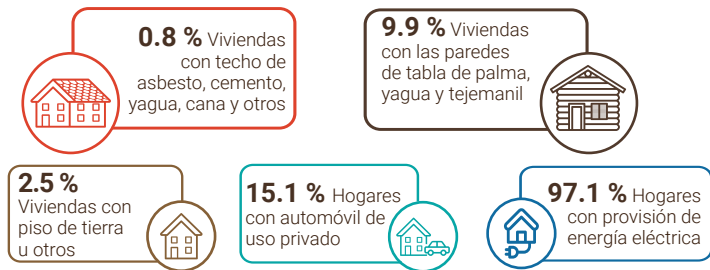 0.8 % Viviendas
con techo de
asbesto, cemento,
yagua, cana y otros
9.9 % Viviendas
con las paredes
de tabla de palma,
yagua y tejemanil
2.5 %
Viviendas con
piso de tierra
u otros
15.1 % Hogares
con automóvil de
uso privado
97.1 % Hogares
con provisión de
energía eléctrica